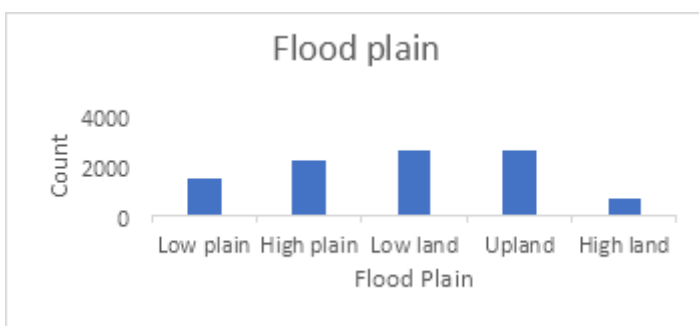 Flood plain
4000
2000
0
Count
Low plain High plain Low land Upland High land
Flood Plain